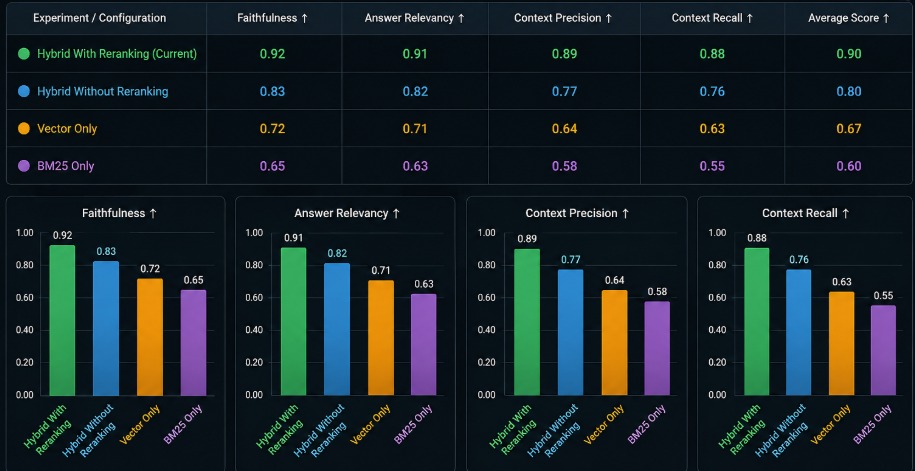 Experiment / Configuration Faithfulness ↑ Answer Relevancy ↑ Context Precision ↑ Context Recall ↑ Average Score ↑
Hybrid With Reranking (Current) 0.92 0.91 0.89 0.88 0.90
Hybrid Without Reranking 0.83 0.82 0.77 0.76 0.80
Vector Only 0.72 0.71 0.64 0.63 0.67
BM25 Only 0.65 0.63 0.58 0.55 0.60
Faithfulness ↑
1.00
0.80
0.60
0.40
0.20
0.00
0.92
0.83
0.72
0.65
Hybrid With
Reranking
Hybrid Without
Reranking
Vector Only
BM25 Only
Answer Relevancy ↑
1.00
0.80
0.60
0.40
0.20
0.00
0.91
0.82
0.71
0.63
Hybrid With
Reranking
Hybrid Without
Reranking
Vector Only
BM25 Only
Context Precision ↑
1.00
0.80
0.60
0.40
0.20
0.00
0.89
0.77
0.64
0.58
Hybrid With
Reranking
Hybrid Without
Reranking
Vector Only
BM25 Only
Context Recall ↑
1.00
0.80
0.60
0.40
0.20
0.00
0.88
0.76
0.63
0.55
Hybrid With
Reranking
Hybrid Without
Reranking
Vector Only
BM25 Only